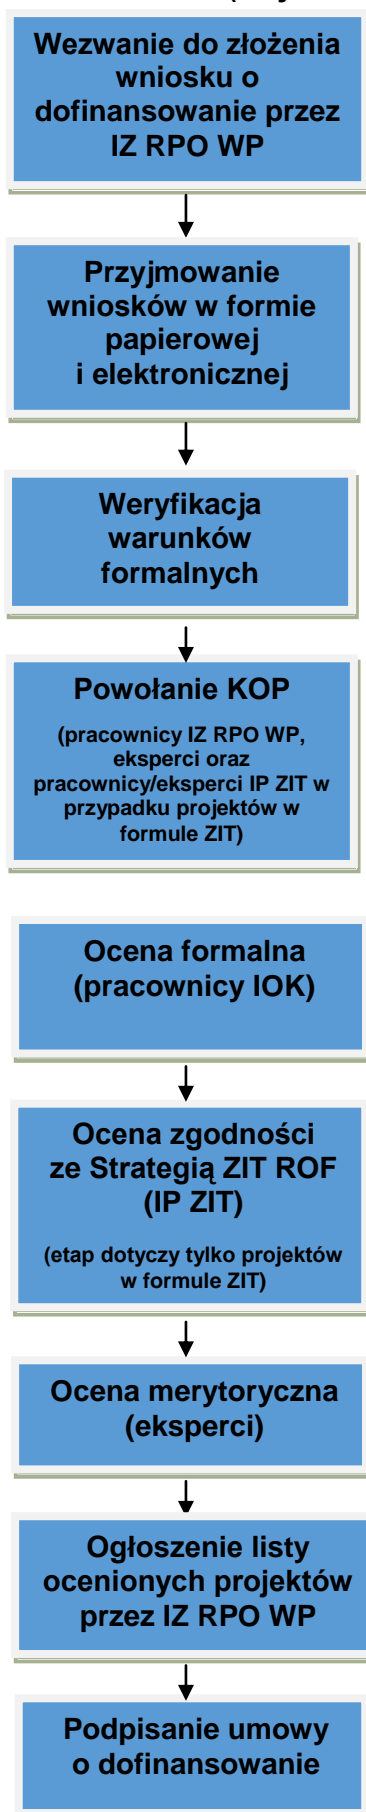 Wezwanie do złożenia
wniosku o
dofinansowanie przez
IZ RPO WP
Przyjmowanie
wniosków w formie
papierowej
i elektronicznej
Weryfikacja
warunków
formalnych
Powołanie KOP
(pracownicy IZ RPO WP,
eksperci oraz
pracownicy/eksperci IP ZIT w
przypadku projektów w
formule ZIT)
Ocena formalna
(pracownicy IOK)
Ocena zgodności
ze Strategią ZIT ROF
(IP ZIT)
(etap dotyczy tylko projektów
w formule ZIT)
Ocena merytoryczna
(eksperci)
Ogłoszenie listy
ocenionych projektów
przez IZ RPO WP
Podpisanie umowy
o dofinansowanie